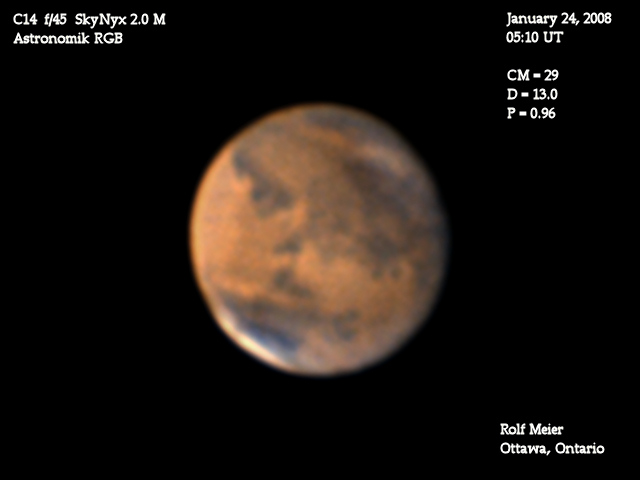 C14 f/45 SkyNyx 2.0 M
Astronomik RGB
January 24, 2008
05:10 UT
CM = 29
D = 13.0
P = 0.96
Rolf Meier
Ottawa, Ontario